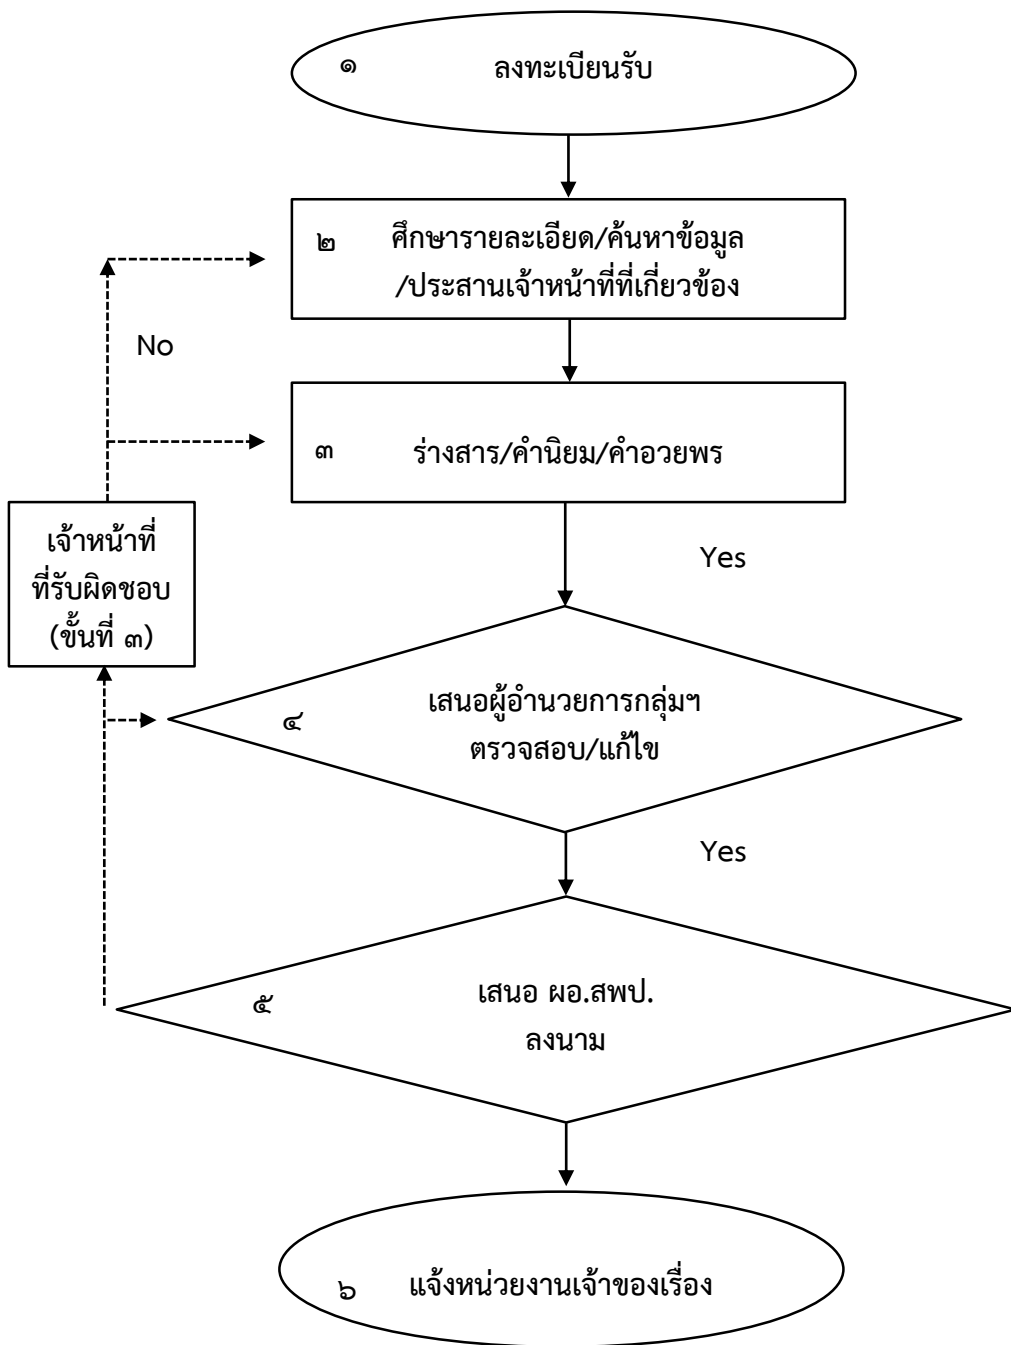 ๑ ลงทะเบียนรับ
๒ ศึกษารายละเอียด/ค้นหาข้อมูล
/ประสานเจ้าหน้าที่ที่เกี่ยวข้อง
No
๓ ร่างสาร/คำนิยม/คำอวยพร
เจ้าหน้าที่
ที่รับผิดชอบ
(ขั้นที่ ๓)
Yes
๔ เสนอผู้อำนวยการกลุ่มฯ
ตรวจสอบ/แก้ไข
Yes
๕ เสนอ ผอ.สพป.
ลงนาม
๖ แจ้งหน่วยงานเจ้าของเรื่อง